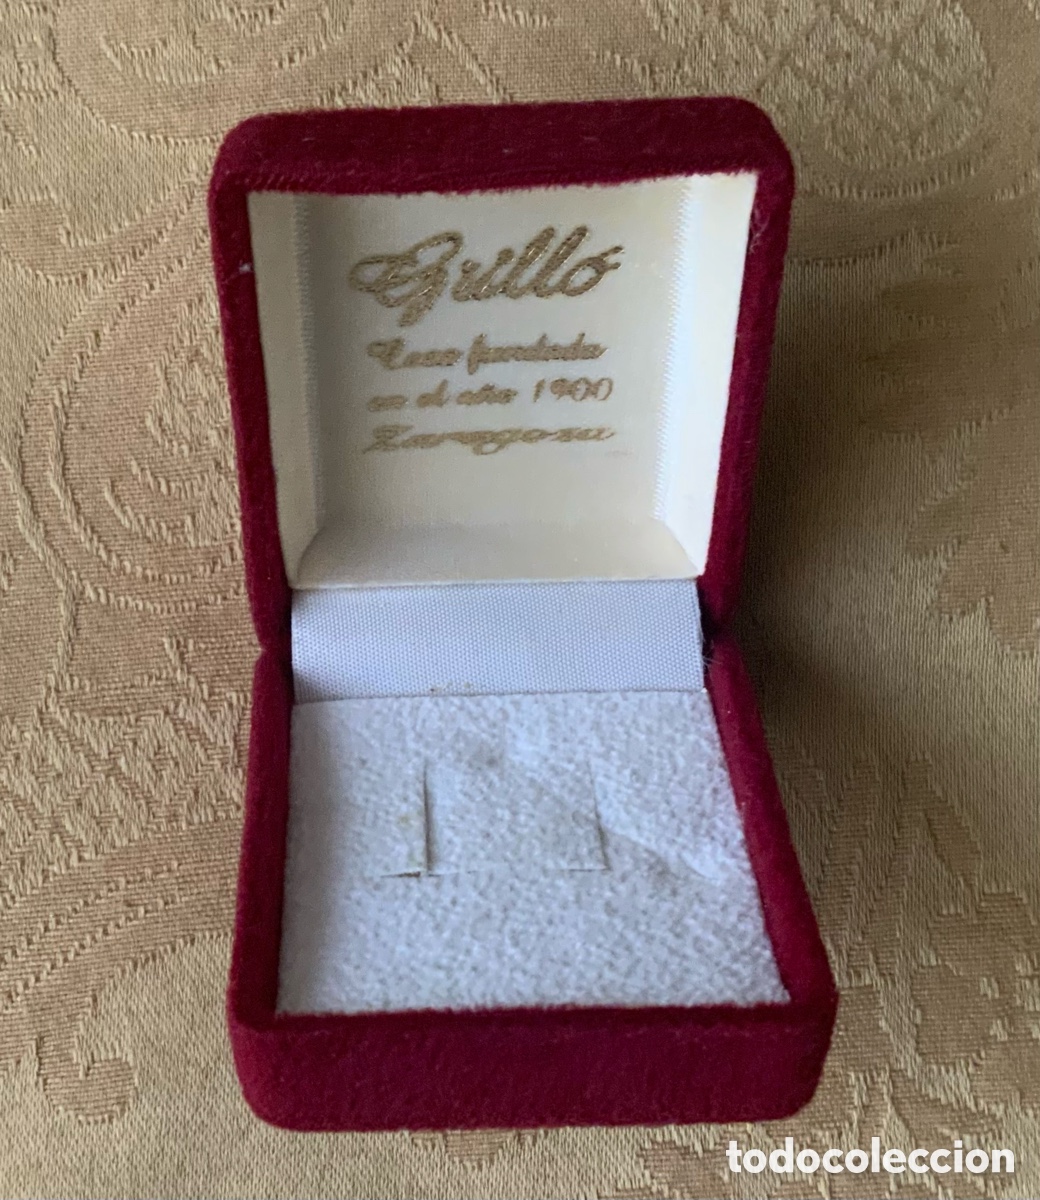 Grilló
Casa fundada
en el año 1900
Zaragoza
todocoleccion